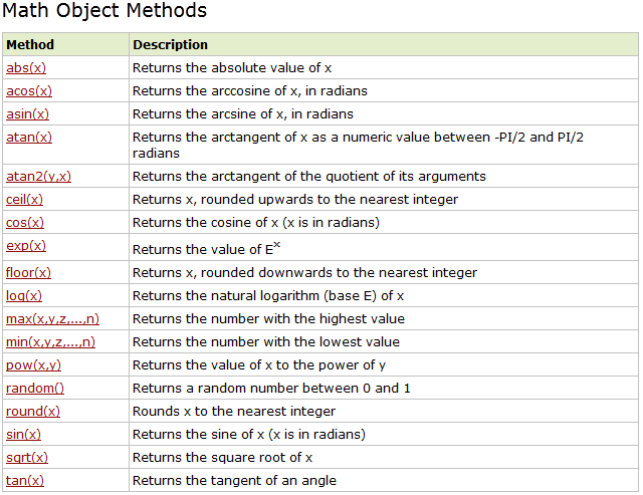 Math Object Methods
Method Description
abs(x) Returns the absolute value of x
acos(x) Returns the arccosine of x, in radians
asin(x) Returns the arcsine of x, in radians
atan(x) Returns the arctangent of x as a numeric value between -PI/2 and PI/2
radians
atan2(y,x) Returns the arctangent of the quotient of its arguments
ceil(x) Returns x, rounded upwards to the nearest integer
cos(x) Returns the cosine of x (x is in radians)
exp(x) Returns the value of Eˣ
floor(x) Returns x, rounded downwards to the nearest integer
log(x) Returns the natural logarithm (base E) of x
max(x,y,z,...,n) Returns the number with the highest value
min(x,y,z,...,n) Returns the number with the lowest value
pow(x,y) Returns the value of x to the power of y
random() Returns a random number between 0 and 1
round(x) Rounds x to the nearest integer
sin(x) Returns the sine of x (x is in radians)
sqrt(x) Returns the square root of x
tan(x) Returns the tangent of an angle